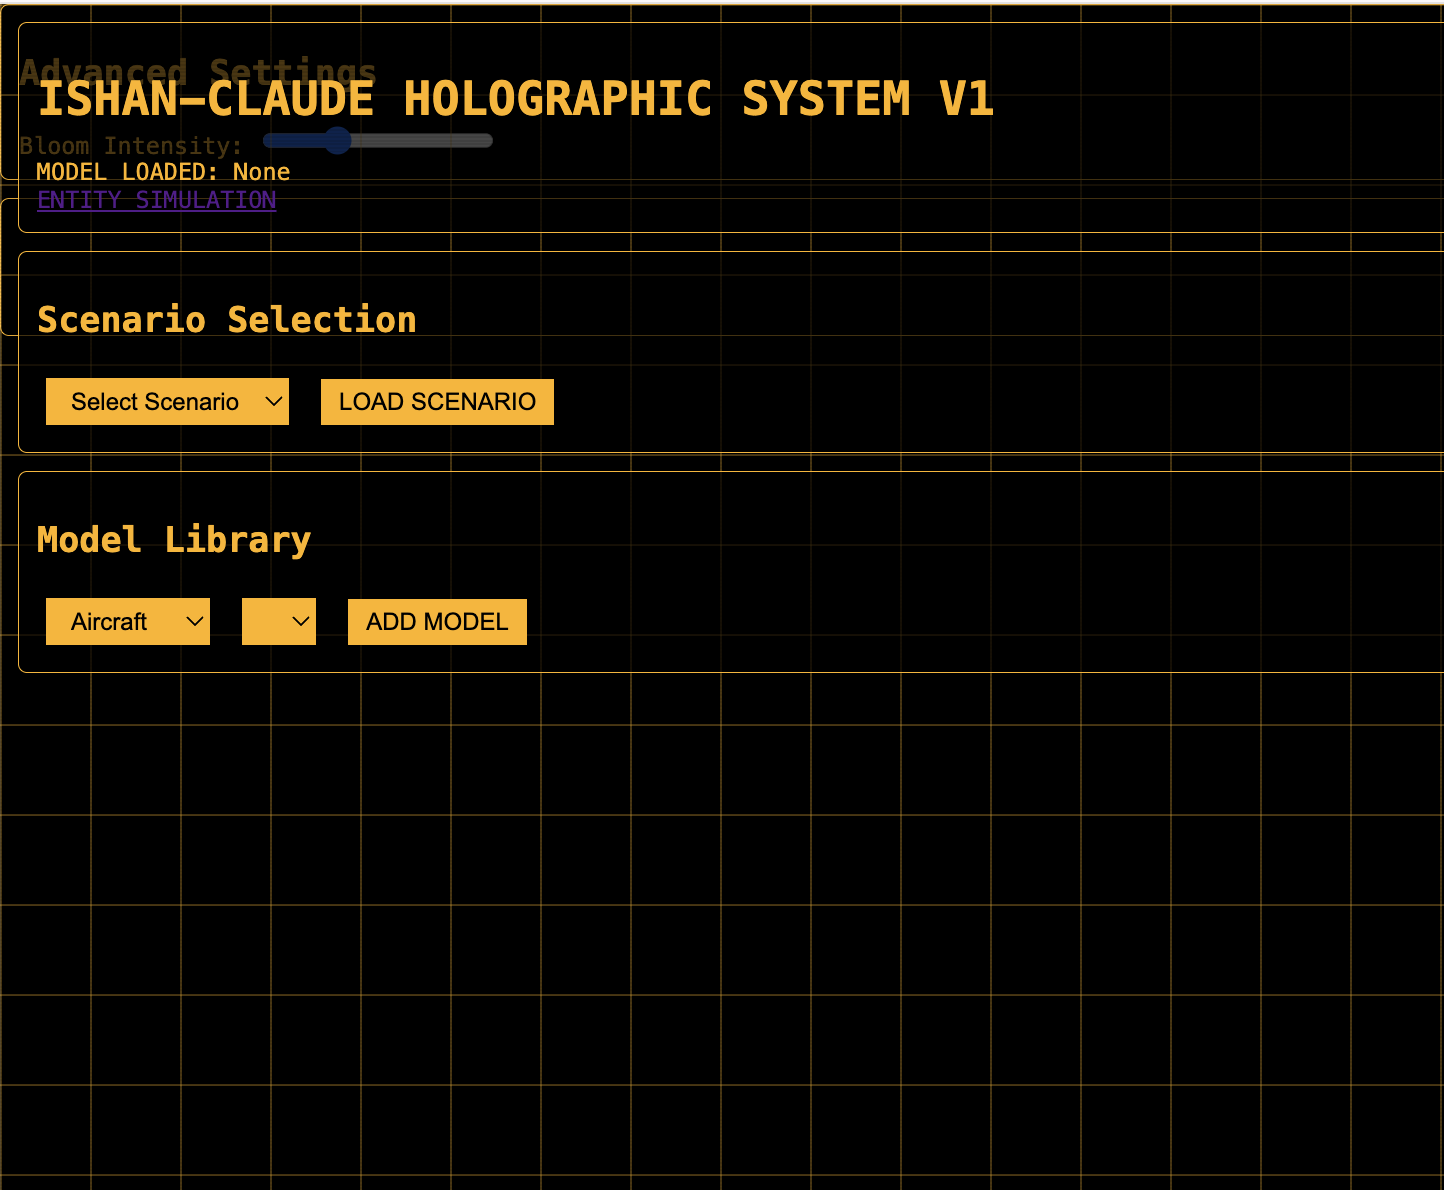 Advanced Settings
ISHAN-CLAUDE HOLOGRAPHIC SYSTEM V1
Bloom Intensity:
MODEL LOADED: None
ENTITY SIMULATION
Scenario Selection
Select Scenario LOAD SCENARIO
Model Library
Aircraft ADD MODEL